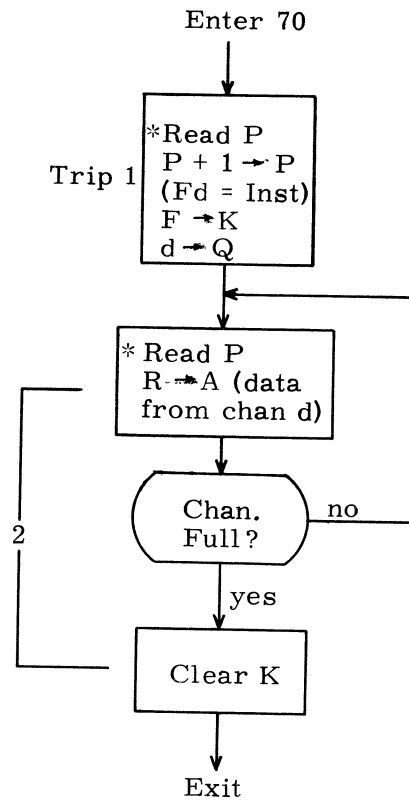 Enter 70
Trip 1
*Read P
P + 1 → P
(Fd = Inst)
F → K
d → Q
* Read P
R → A (data
from chan d)
2
Chan.
Full?
no
yes
Clear K
Exit